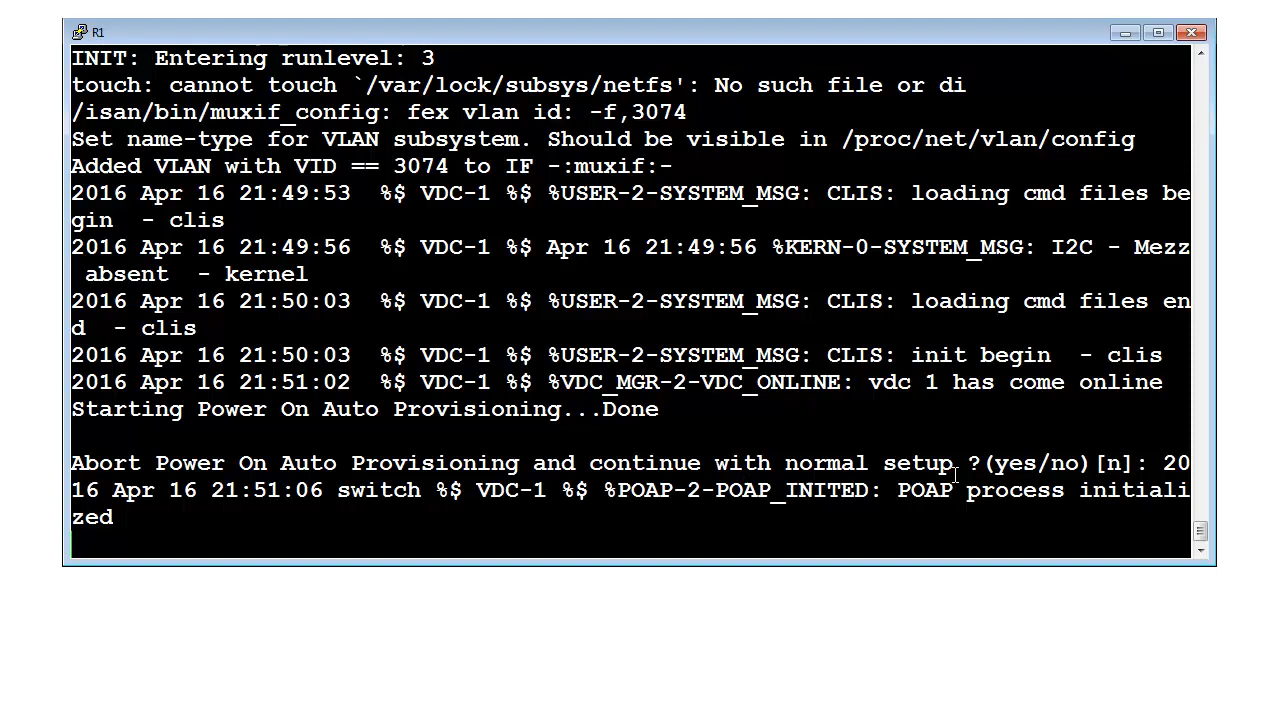 R1
INIT: Entering runlevel: 3
touch: cannot touch `/var/lock/subsys/netfs': No such file or di
/isan/bin/muxif_config: fex vlan id: -f,3074
Set name-type for VLAN subsystem. Should be visible in /proc/net/vlan/config
Added VLAN with VID == 3074 to IF -:muxif:-
2016 Apr 16 21:49:53  %$ VDC-1 %$ %USER-2-SYSTEM_MSG: CLIS: loading cmd files be
gin  - clis
2016 Apr 16 21:49:56  %$ VDC-1 %$ Apr 16 21:49:56 %KERN-0-SYSTEM_MSG: I2C - Mezz
 absent  - kernel
2016 Apr 16 21:50:03  %$ VDC-1 %$ %USER-2-SYSTEM_MSG: CLIS: loading cmd files en
d  - clis
2016 Apr 16 21:50:03  %$ VDC-1 %$ %USER-2-SYSTEM_MSG: CLIS: init begin  - clis
2016 Apr 16 21:51:02  %$ VDC-1 %$ %VDC_MGR-2-VDC_ONLINE: vdc 1 has come online
Starting Power On Auto Provisioning...Done
Abort Power On Auto Provisioning and continue with normal setup ?(yes/no)[n]: 20
16 Apr 16 21:51:06 switch %$ VDC-1 %$ %POAP-2-POAP_INITED: POAP process initiali
zed